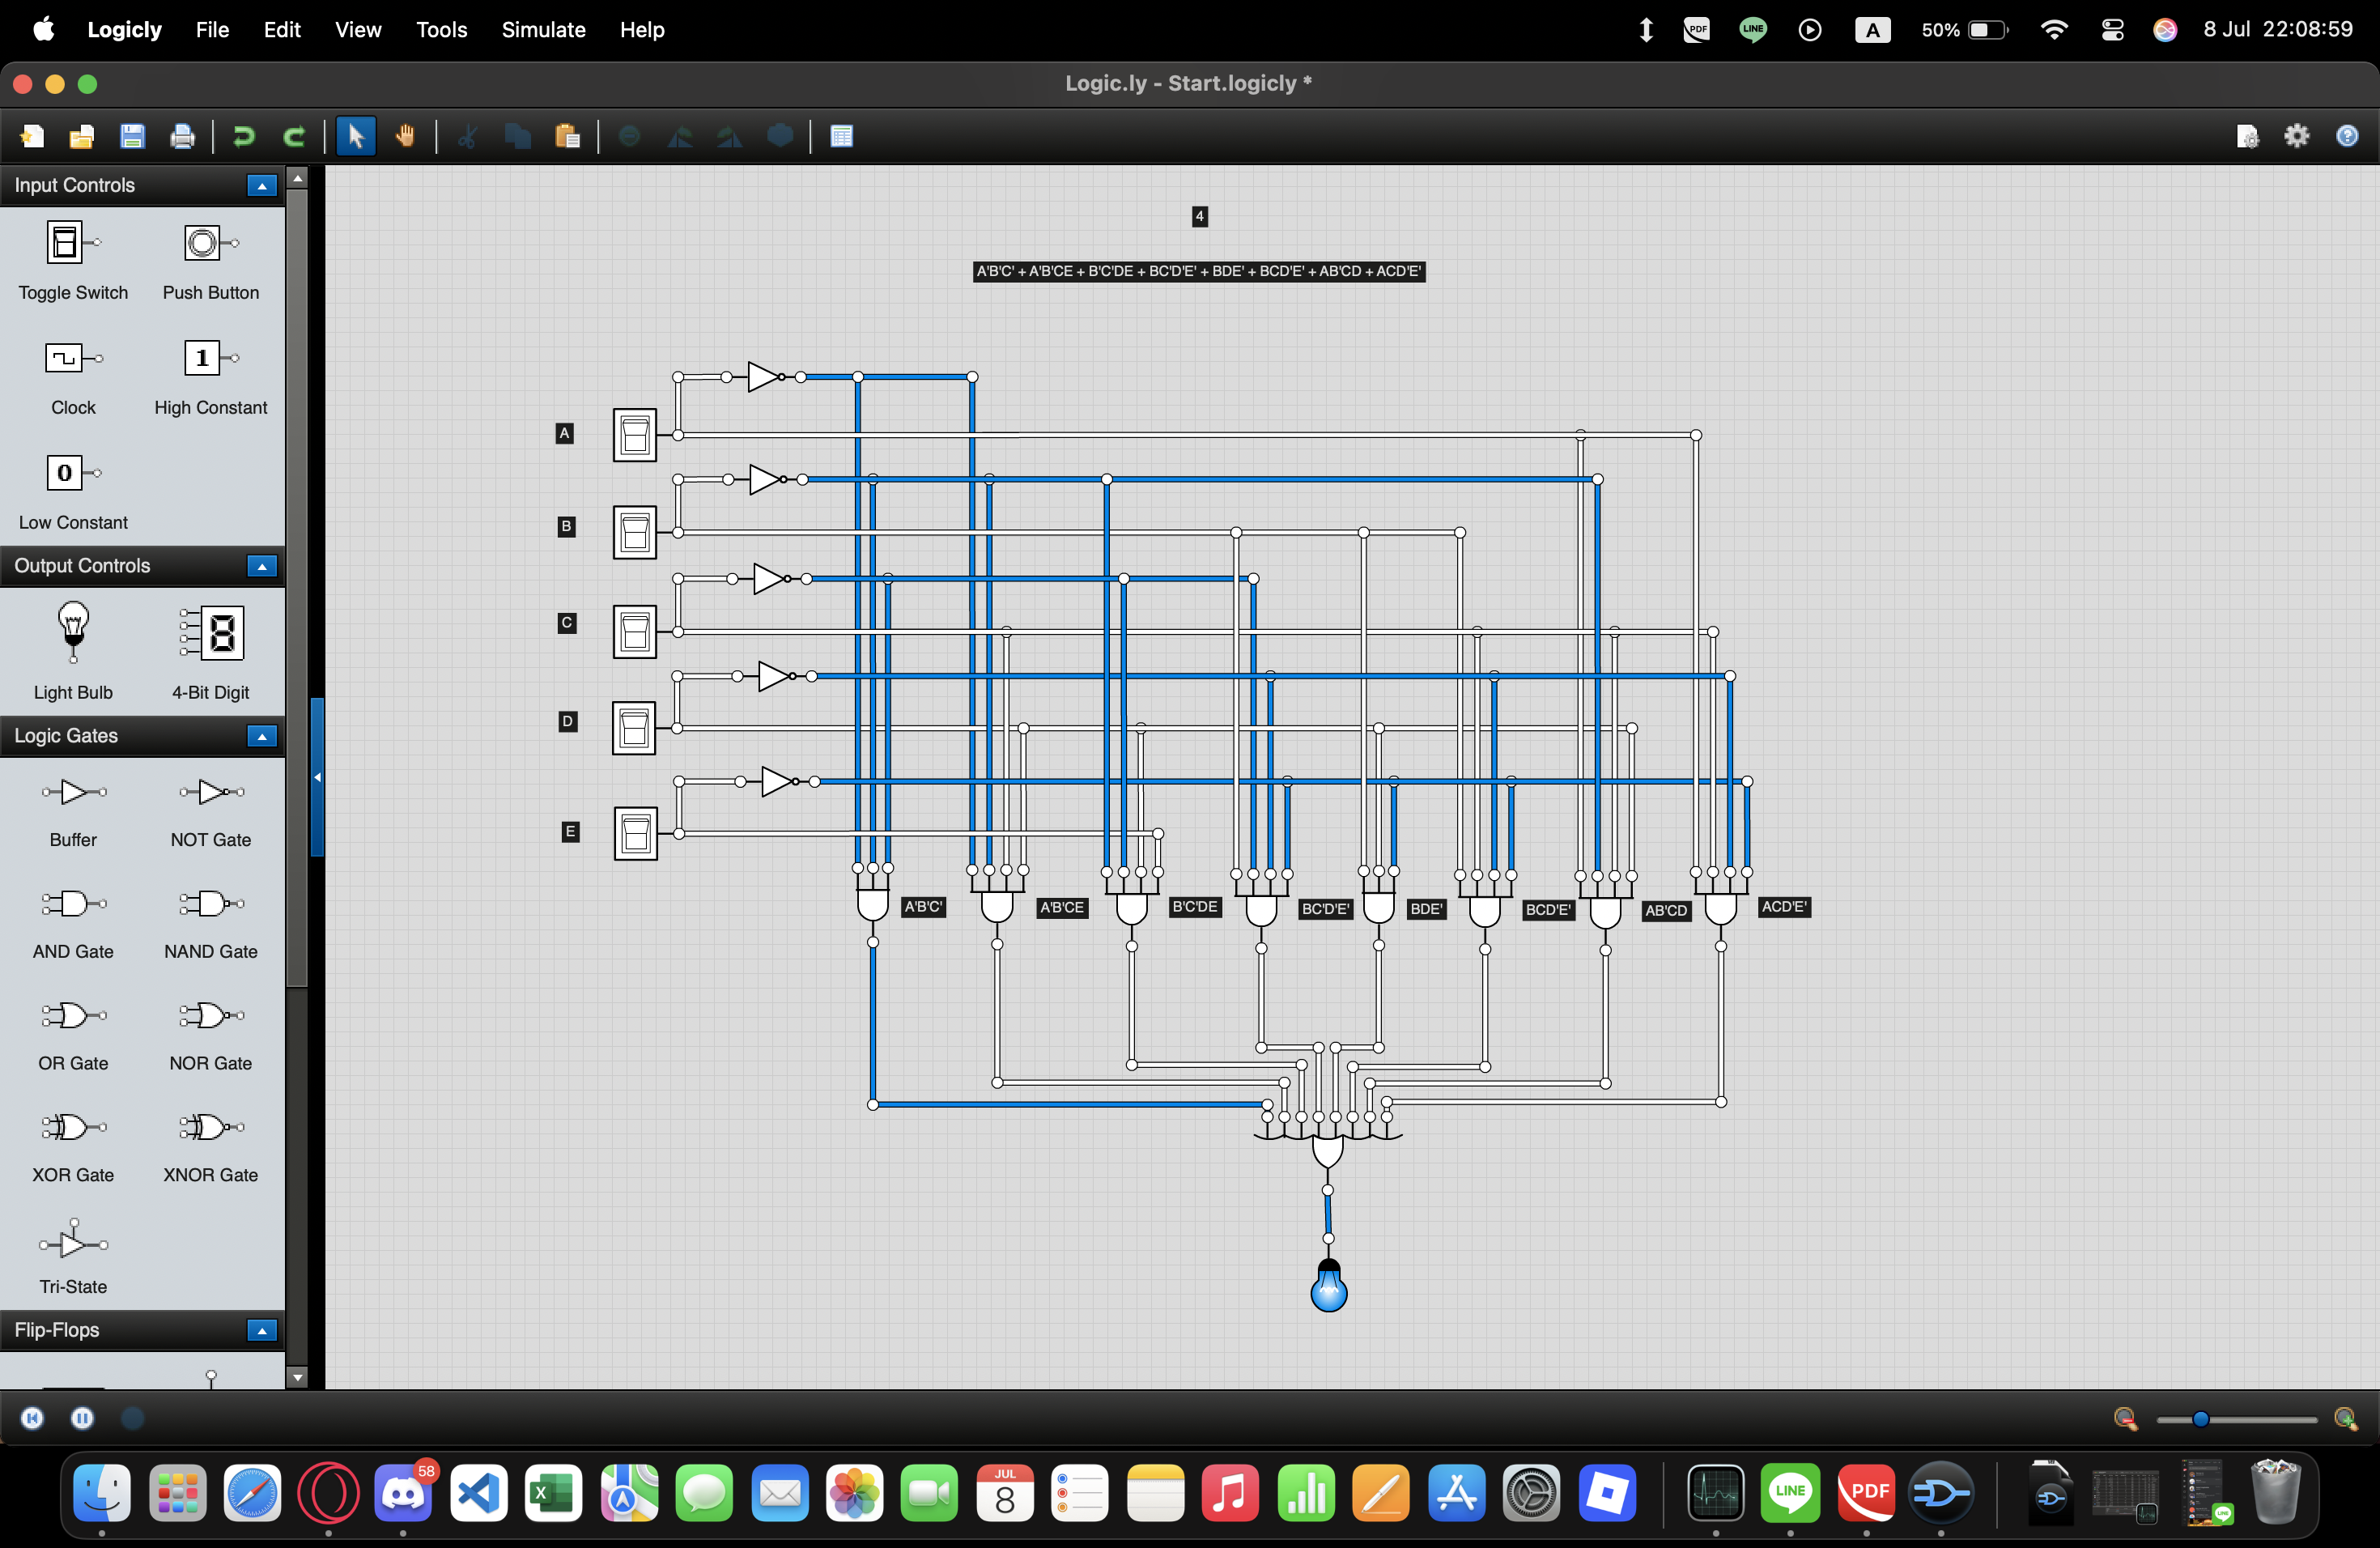 Logicly File Edit View Tools Simulate Help
PDF LINE A 50% 8 Jul 22:08:59
Logic.ly - Start.logicly *
Input Controls
Toggle Switch Push Button
1
Clock High Constant
0
Low Constant
Output Controls
8
Light Bulb 4-Bit Digit
Logic Gates
Buffer NOT Gate
AND Gate NAND Gate
OR Gate NOR Gate
XOR Gate XNOR Gate
Tri-State
Flip-Flops
4
A'B'C' + A'B'CE + B'C'DE + BC'D'E' + BDE' + BCD'E' + AB'CD + ACD'E'
A
B
C
D
E
A'B'C' A'B'CE B'C'DE BC'D'E' BDE' BCD'E' AB'CD ACD'E'
58
JUL
8
LINE
PDF